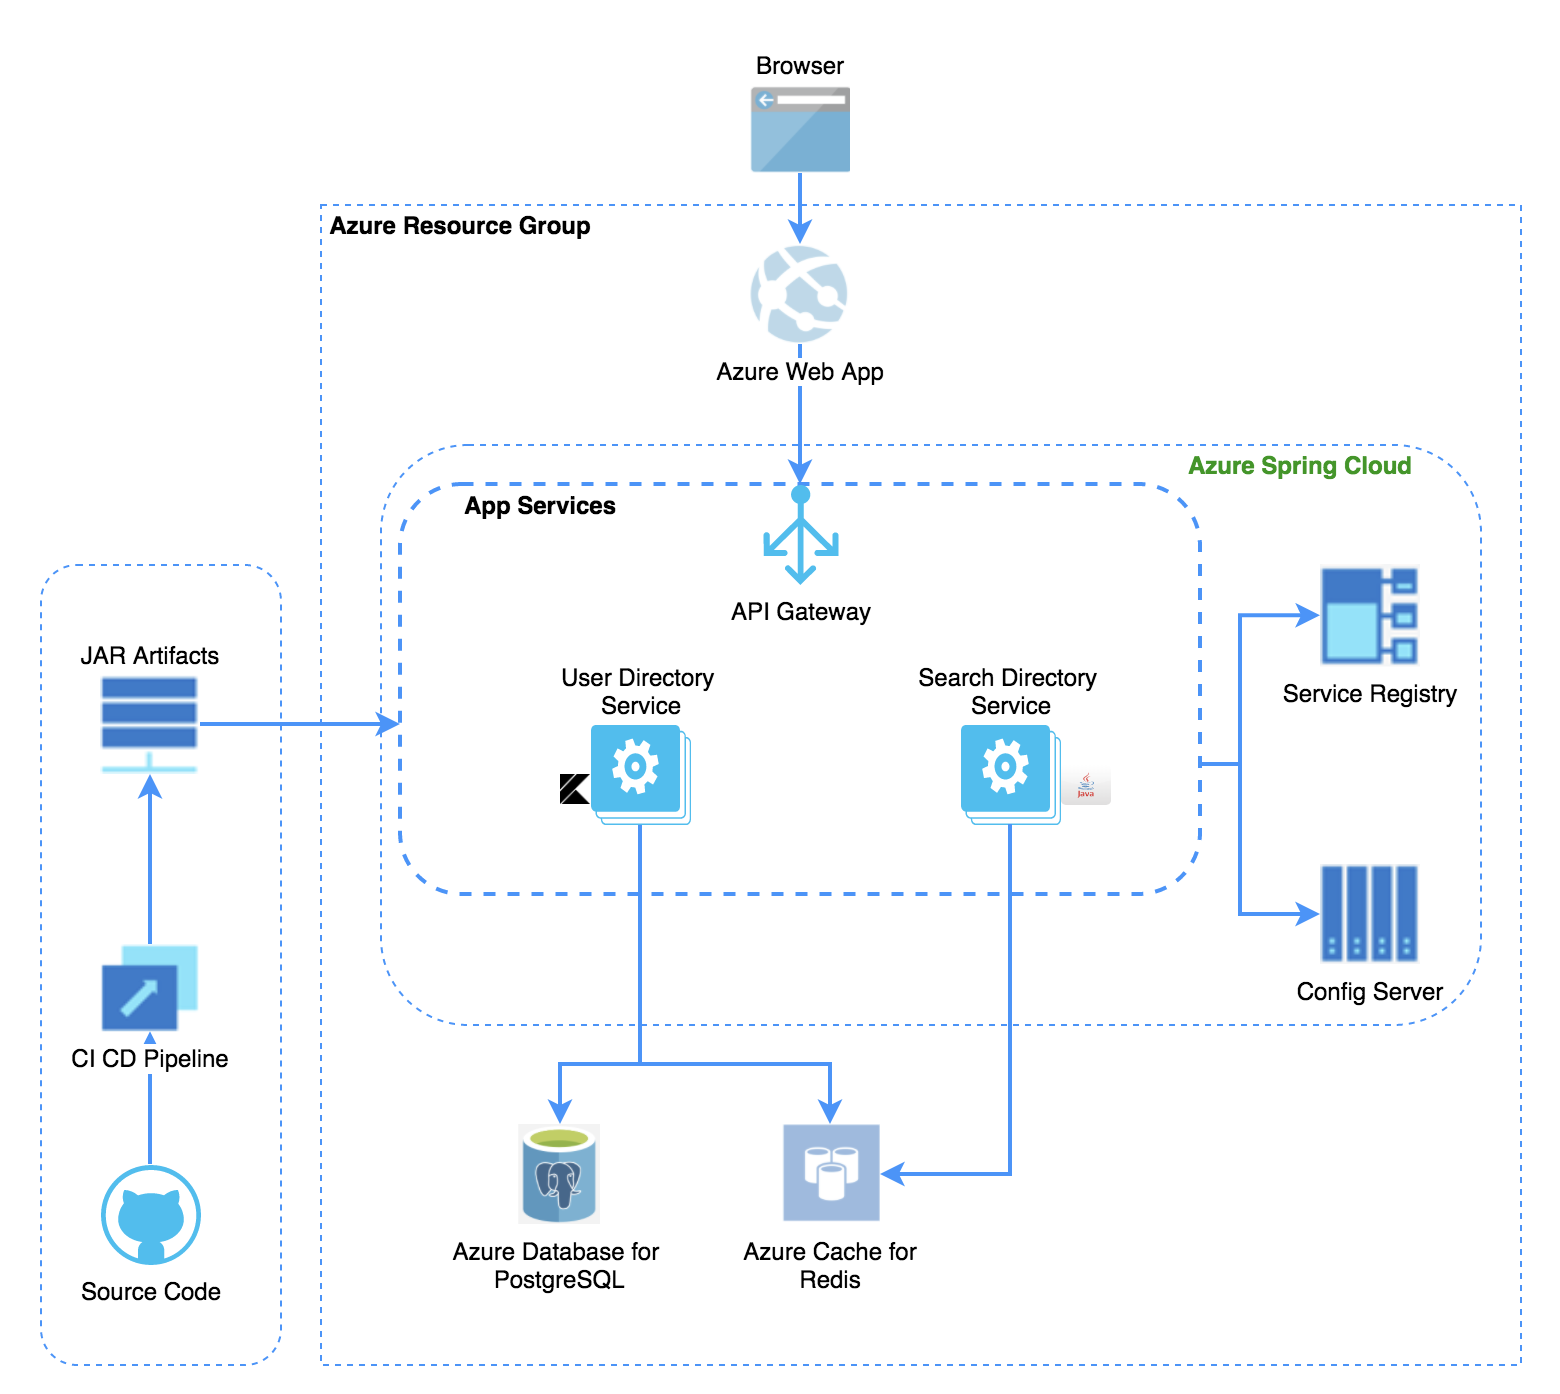 Browser
Azure Resource Group
Azure Web App
Azure Spring Cloud
App Services
API Gateway
JAR Artifacts
User Directory
Service
Search Directory
Service
Service Registry
Java
Config Server
CI CD Pipeline
Azure Database for
PostgreSQL
Azure Cache for
Redis
Source Code